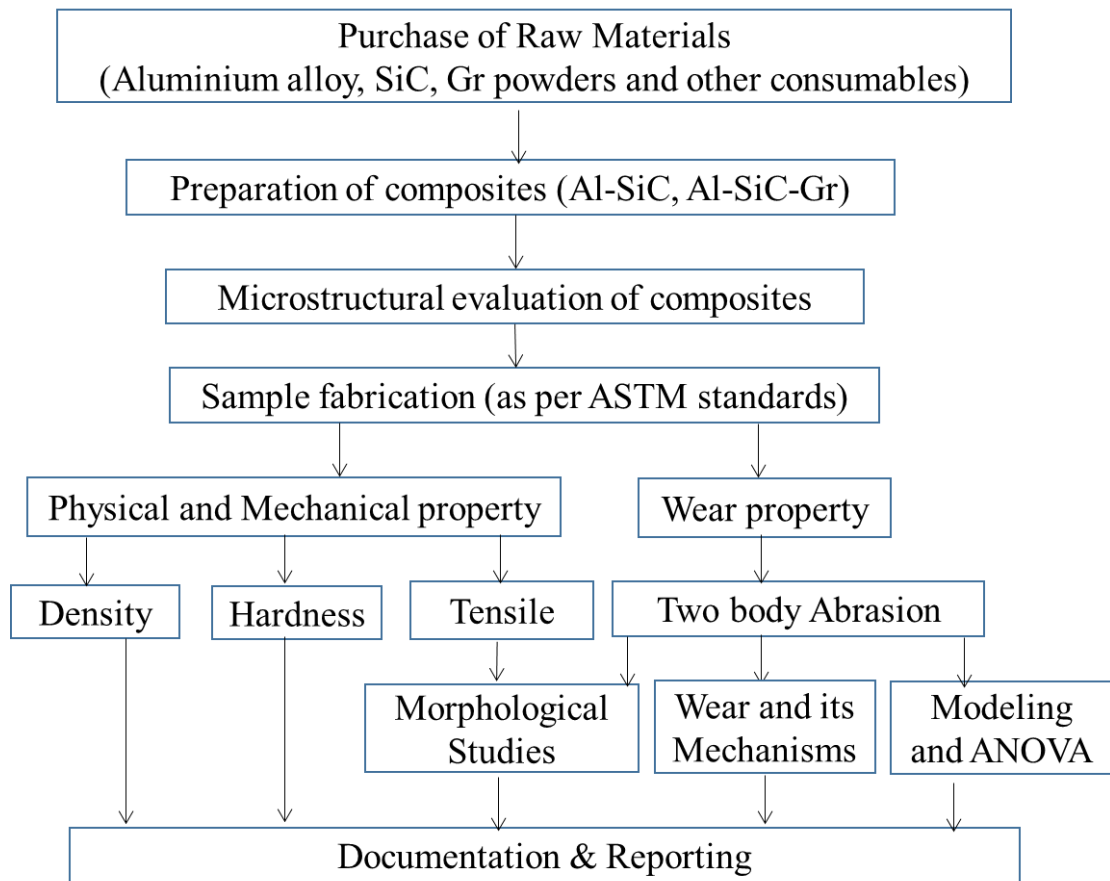 Purchase of Raw Materials
(Aluminium alloy, SiC, Gr powders and other consumables)
Preparation of composites (Al-SiC, Al-SiC-Gr)
Microstructural evaluation of composites
Sample fabrication (as per ASTM standards)
Physical and Mechanical property
Wear property
Density
Hardness
Tensile
Two body Abrasion
Morphological
Studies
Wear and its
Mechanisms
Modeling
and ANOVA
Documentation & Reporting